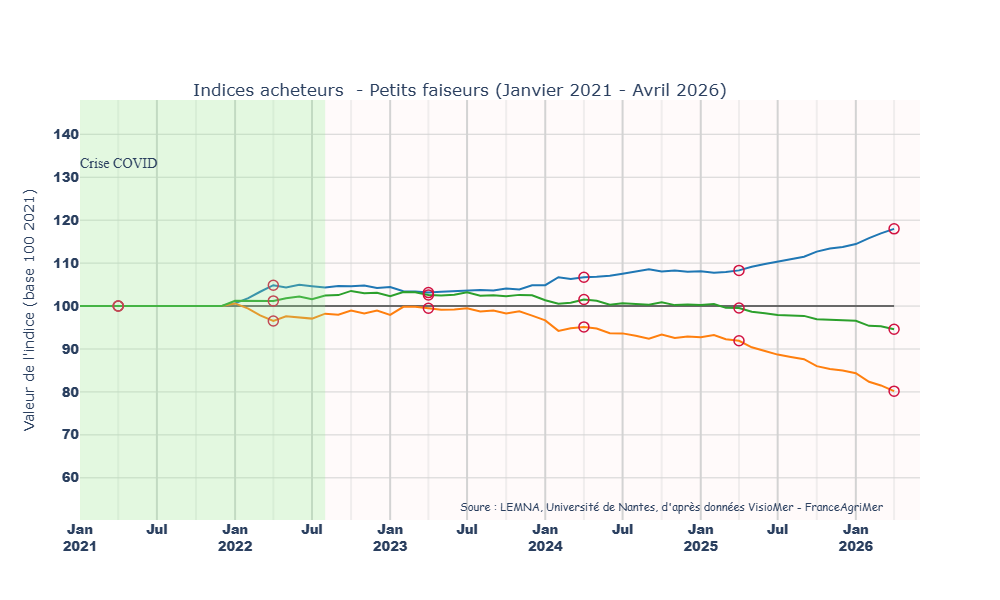 Indices acheteurs  - Petits faiseurs (Janvier 2021 - Avril 2026)
Valeur de l'indice (base 100 2021)
140
Crise COVID
130
120
110
100
90
80
70
60
Soure : LEMNA, Université de Nantes, d'après données VisioMer - FranceAgriMer
Jan Jul Jan Jul Jan Jul Jan Jul Jan Jul Jan
2021 2022 2023 2024 2025 2026